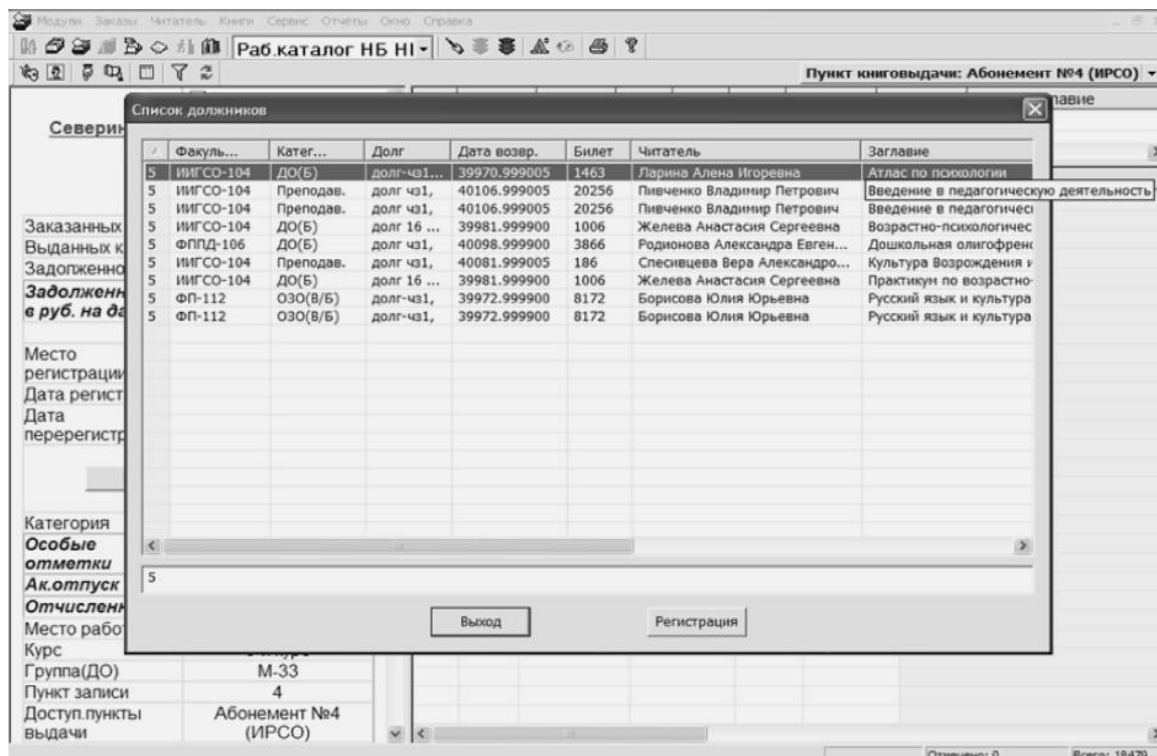 Модули Заказы Читатель Книги Сервис Отчеты Окно Справка
Раб.каталог НБ НІ
Пункт книговыдачи: Абонемент №4 (ИРСО)
Список должников
лавие
Северин
/ Факуль... Катег... Долг Дата возвр. Билет Читатель Заглавие
5 ИИГСО-104 ДО(Б) долг-чз1... 39970.999005 1463 Ларина Алена Игоревна Атлас по психологии
5 ИИГСО-104 Преподав. долг чз1, 40106.999005 20256 Пивченко Владимир Петрович Введение в педагогическую деятельность
5 ИИГСО-104 Преподав. долг чз1, 40106.999005 20256 Пивченко Владимир Петрович Введение в педагогичесі
5 ИИГСО-104 ДО(Б) долг 16 ... 39981.999900 1006 Желева Анастасия Сергеевна Возрастно-психологичес
5 ФППД-106 ДО(Б) долг чз1, 40098.999900 3866 Родионова Александра Евген... Дошкольная олигофрено
5 ИИГСО-104 Преподав. долг чз1, 40081.999005 186 Спесивцева Вера Александро... Культура Возрождения и
5 ИИГСО-104 ДО(Б) долг 16 ... 39981.999900 1006 Желева Анастасия Сергеевна Практикум по возрастно-
5 ФП-112 ОЗО(В/Б) долг-чз1, 39972.999900 8172 Борисова Юлия Юрьевна Русский язык и культура
5 ФП-112 ОЗО(В/Б) долг-чз1, 39972.999900 8172 Борисова Юлия Юрьевна Русский язык и культура
Заказанных
Выданных к
Задолженно
Задолженн
в руб. на да
Место
регистрации
Дата регист
Дата
перерегистр
Категория
Особые
отметки
Ак.отпуск
5
Отчисленн
Выход Регистрация
Место рабо
Курс
Группа(ДО) М-33
Пункт записи 4
Доступ.пункты Абонемент №4
выдачи (ИРСО)
Отмечено: 0 Всего: 18479